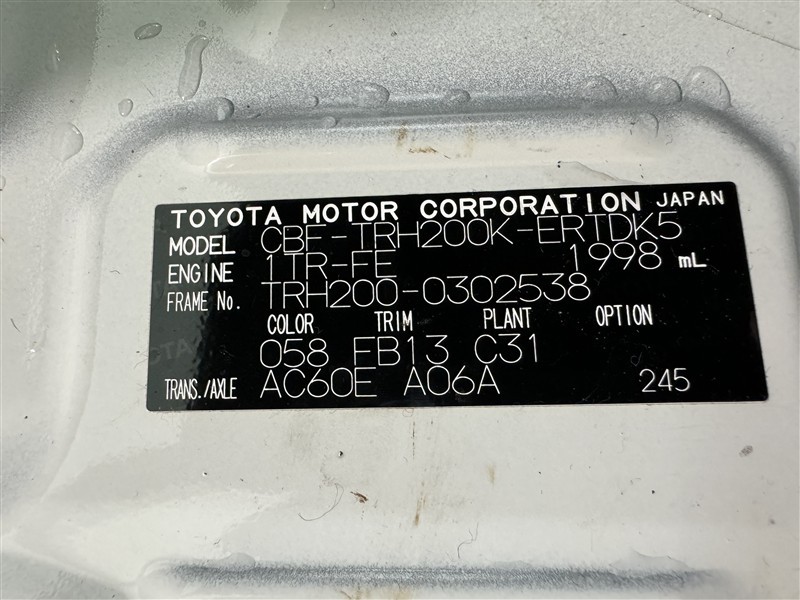 TOYOTA MOTOR CORPORATION JAPAN
MODEL CBF-TRH200K-ERTDK5
ENGINE 1TR-FE 1998 mL
FRAME No. TRH200-0302538
COLOR TRIM PLANT OPTION
058 FB13 C31
TRANS./AXLE AC60E A06A 245